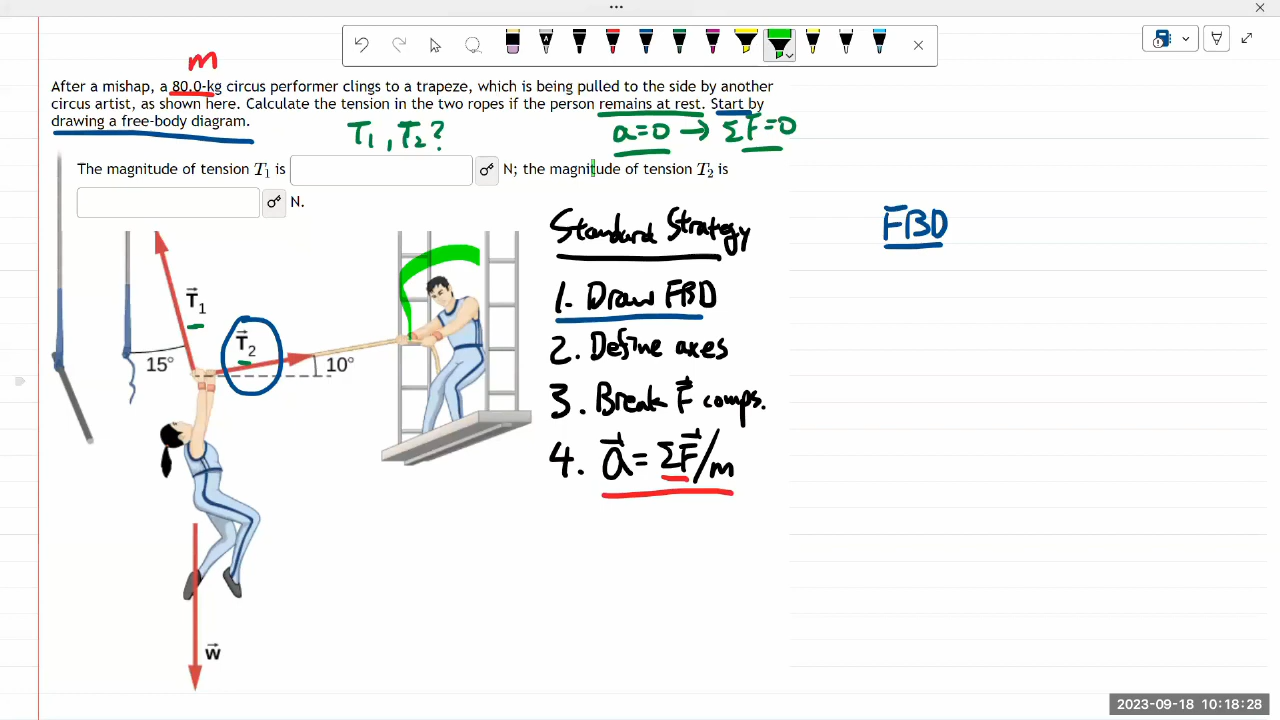 m
After a mishap, a 80.0-kg circus performer clings to a trapeze, which is being pulled to the side by another
circus artist, as shown here. Calculate the tension in the two ropes if the person remains at rest. Start by
drawing a free-body diagram.
T₁, T₂?
a=0 → ΣF=0
The magnitude of tension T₁ is N; the magnitude of tension T₂ is
N.
Standard Strategy
FBD
1. Draw FBD
2. Define axes
3. Break F⃗ comps.
4. a⃗ = ΣF⃗/m
T⃗₁
T⃗₂
15°
10°
w⃗
2023-09-18 10:18:28